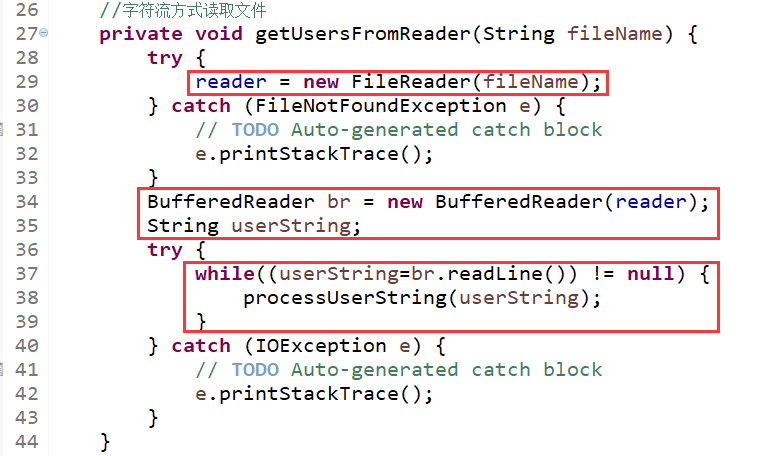 26 //字符流方式读取文件
27 private void getUsersFromReader(String fileName) {
28 try {
29 reader = new FileReader(fileName);
30 } catch (FileNotFoundException e) {
31 // TODO Auto-generated catch block
32 e.printStackTrace();
33 }
34 BufferedReader br = new BufferedReader(reader);
35 String userString;
36 try {
37 while((userString=br.readLine()) != null) {
38 processUserString(userString);
39 }
40 } catch (IOException e) {
41 // TODO Auto-generated catch block
42 e.printStackTrace();
43 }
44 }